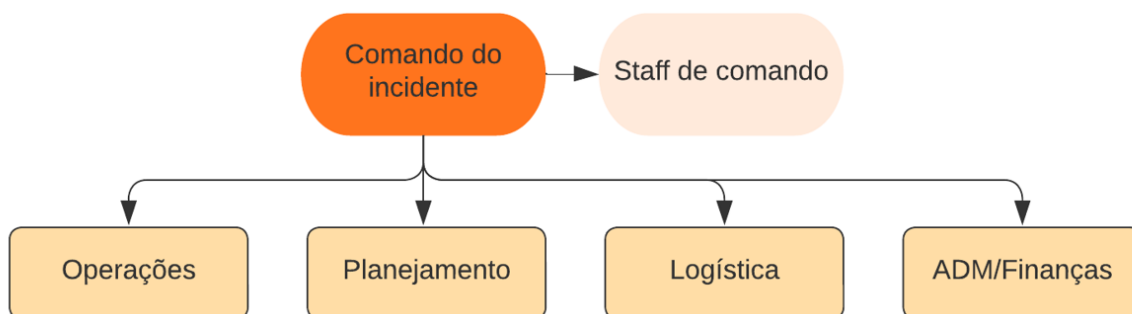 Comando do
incidente
Staff de comando
Operações
Planejamento
Logística
ADM/Finanças